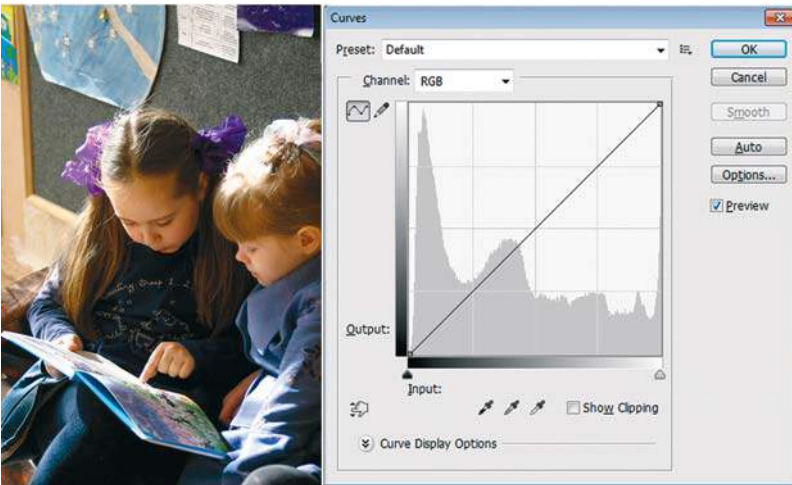 Curves
Preset: Default
OK
Channel: RGB
Cancel
Smooth
Auto
Options...
Preview
Output:
Input:
Show Clipping
Curve Display Options